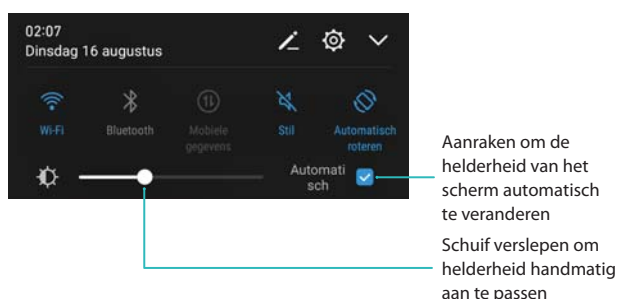 02:07
Dinsdag 16 augustus
Wi-Fi
Bluetooth
Mobiele
gegevens
Stil
Automatisch
roteren
Automati
sch
Aanraken om de
helderheid van het
scherm automatisch
te veranderen
Schuif verslepen om
helderheid handmatig
aan te passen